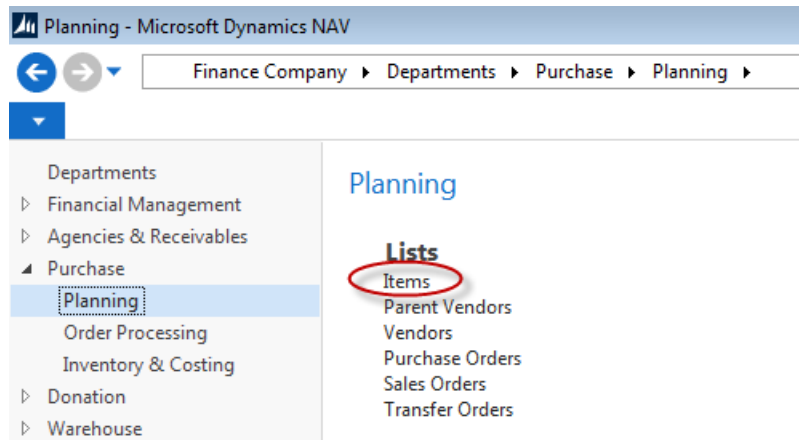 Planning - Microsoft Dynamics NAV
Finance Company ▸ Departments ▸ Purchase ▸ Planning ▸
Departments
Financial Management
Agencies & Receivables
Purchase
Planning
Order Processing
Inventory & Costing
Donation
Warehouse
Planning
Lists
Items
Parent Vendors
Vendors
Purchase Orders
Sales Orders
Transfer Orders